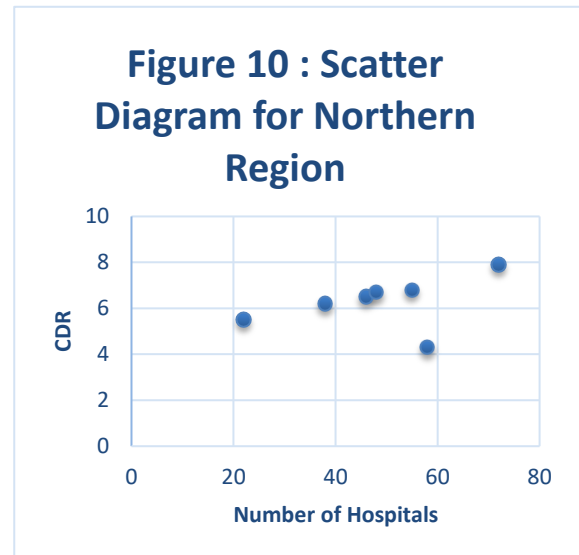 Figure 10 : Scatter
Diagram for Northern
Region
10
8
6
4
2
0
CDR
0 20 40 60 80
Number of Hospitals